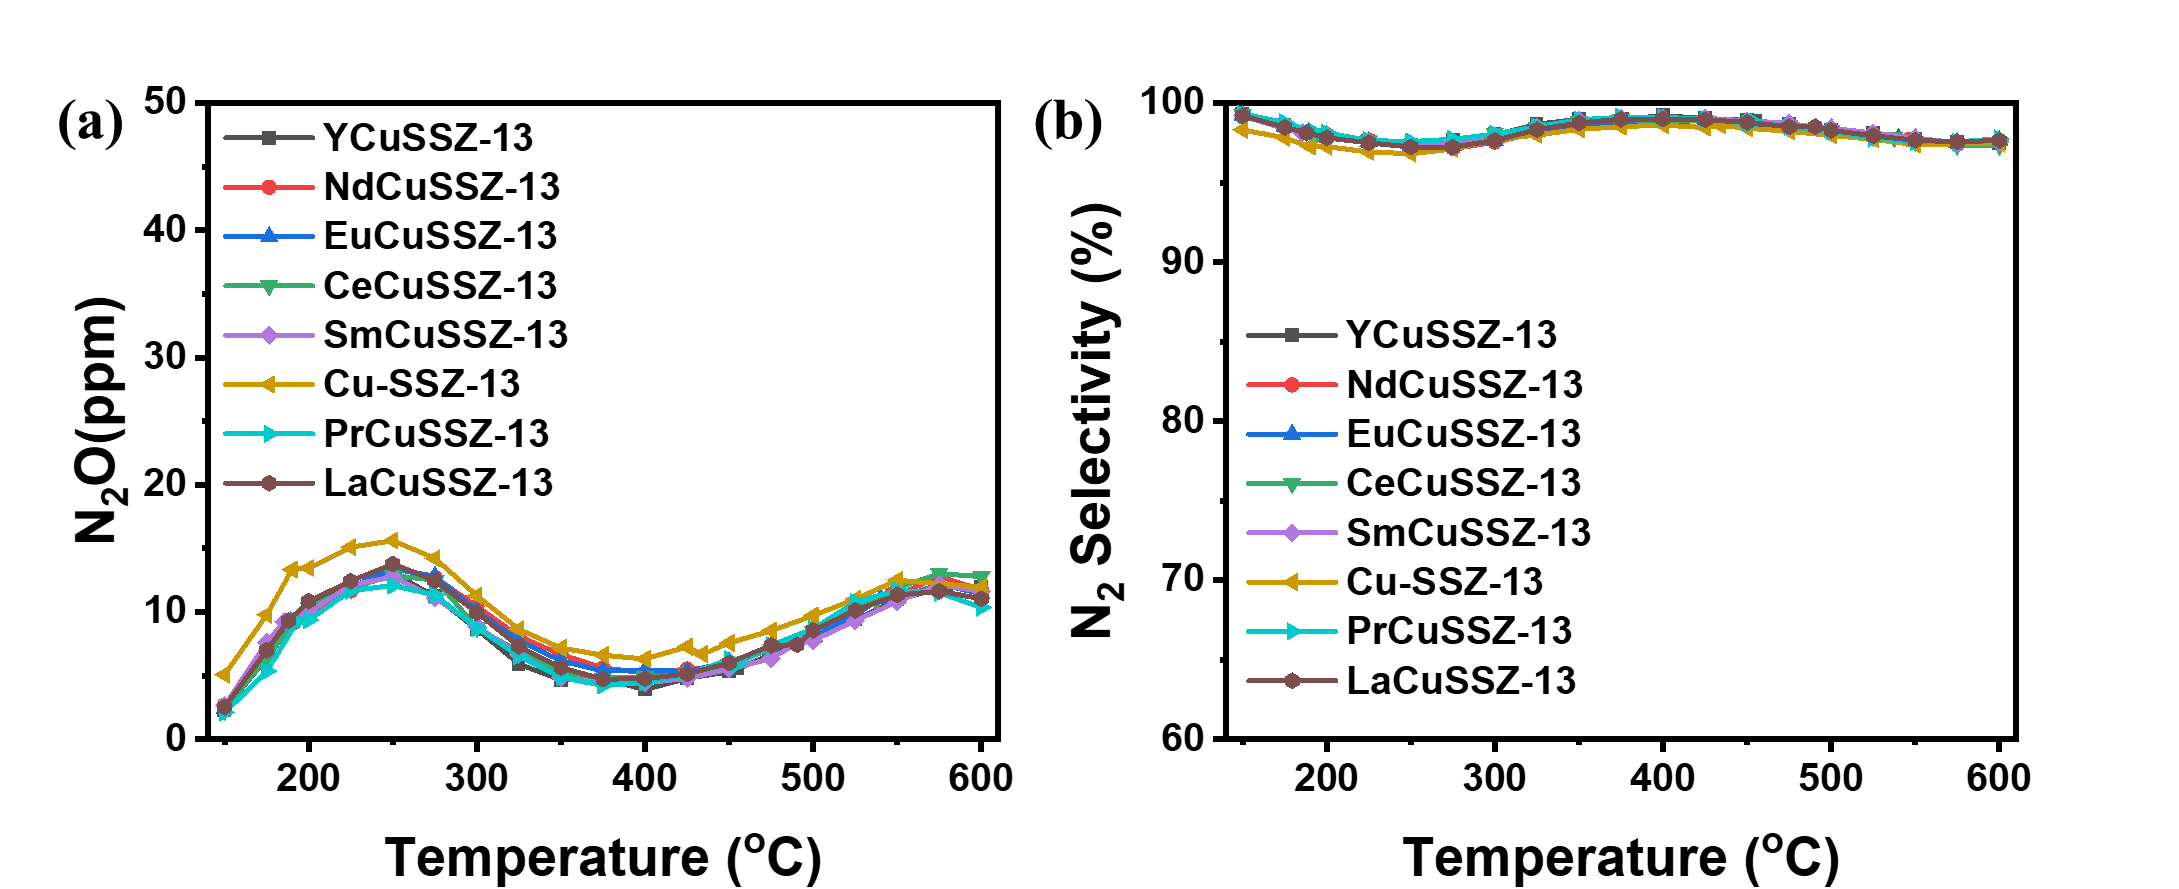 (a)
50
40
30
20
10
0
N₂O(ppm)
YCuSSZ-13
NdCuSSZ-13
EuCuSSZ-13
CeCuSSZ-13
SmCuSSZ-13
Cu-SSZ-13
PrCuSSZ-13
LaCuSSZ-13
200 300 400 500 600
Temperature (°C)
(b)
100
90
80
70
60
N₂ Selectivity (%)
YCuSSZ-13
NdCuSSZ-13
EuCuSSZ-13
CeCuSSZ-13
SmCuSSZ-13
Cu-SSZ-13
PrCuSSZ-13
LaCuSSZ-13
200 300 400 500 600
Temperature (°C)